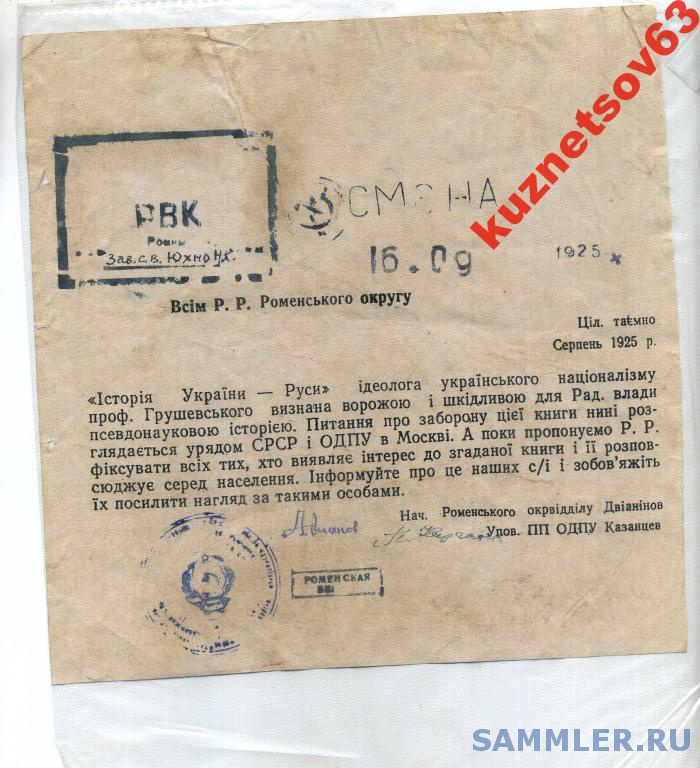 kuznetsov63
РВК
Ромны
Зав.с.в. Юхно
СМ НА
16.09 1925
Всім Р. Р. Роменського округу
Ціл. таємно
Серпень 1925 р.
«Історія України — Руси» ідеолога українського націоналізму
проф. Грушевського визнана ворожою і шкідливою для Рад. влади
псевдонауковою історією. Питання про заборону цієї книги нині роз-
глядається урядом СРСР і ОДПУ в Москві. А поки пропонуємо Р. Р.
фіксувати всіх тих, хто виявляє інтерес до згаданої книги і її розпов-
сюджує серед населення. Інформуйте про це наших с/і і зобов'яжіть
їх посилити нагляд за такими особами.
Нач. Роменського окрвідділу Двіанінов
Упов. ПП ОДПУ Казанцев
РОМЕНСКАЯ
SAMMLER.RU